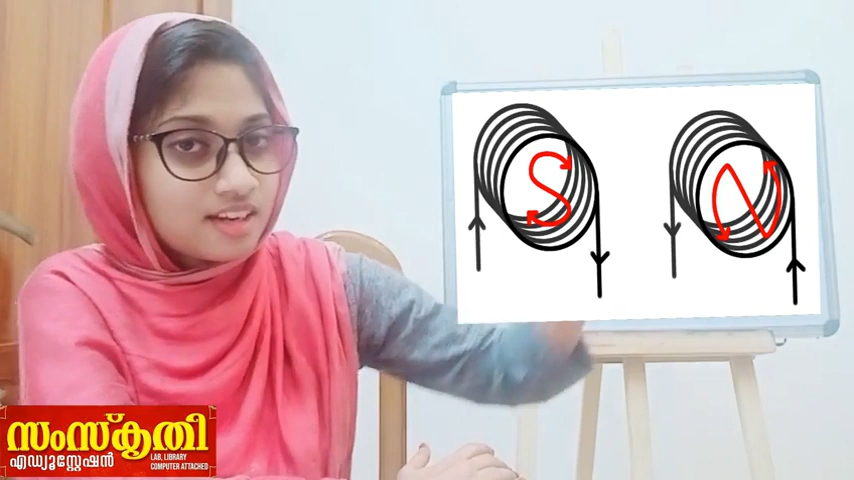 S
N
സംസ്കൃതി
എഡ്യൂസ്റ്റേഷൻ
LAB, LIBRARY
COMPUTER ATTACHED